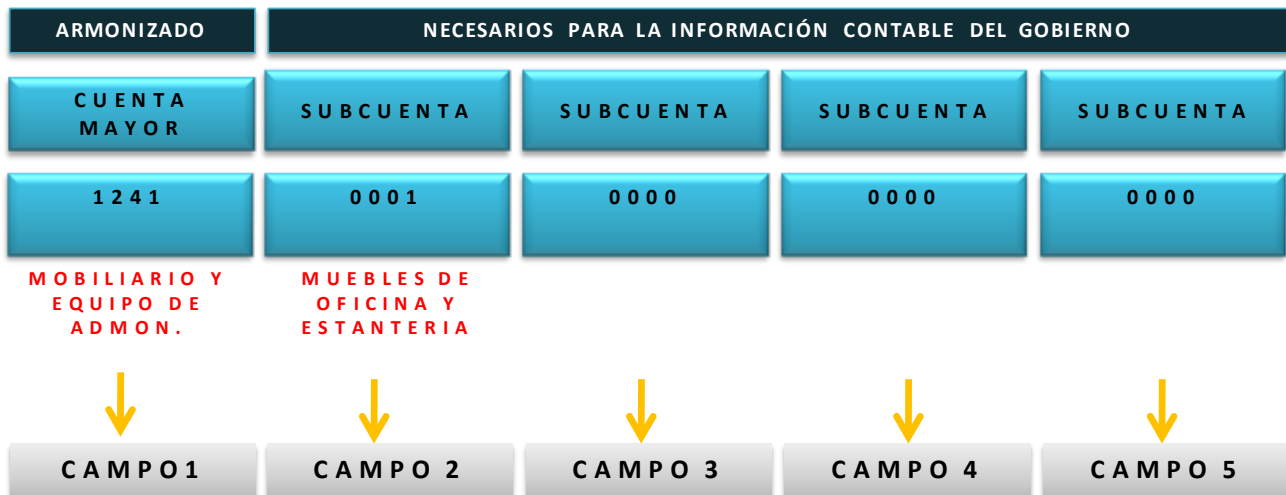 ARMONIZADO
NECESARIOS PARA LA INFORMACIÓN CONTABLE DEL GOBIERNO
CUENTA
MAYOR
SUBCUENTA
SUBCUENTA
SUBCUENTA
SUBCUENTA
1241
0001
0000
0000
0000
MOBILIARIO Y
EQUIPO DE
ADMON.
MUEBLES DE
OFICINA Y
ESTANTERIA
CAMPO1
CAMPO 2
CAMPO 3
CAMPO 4
CAMPO 5